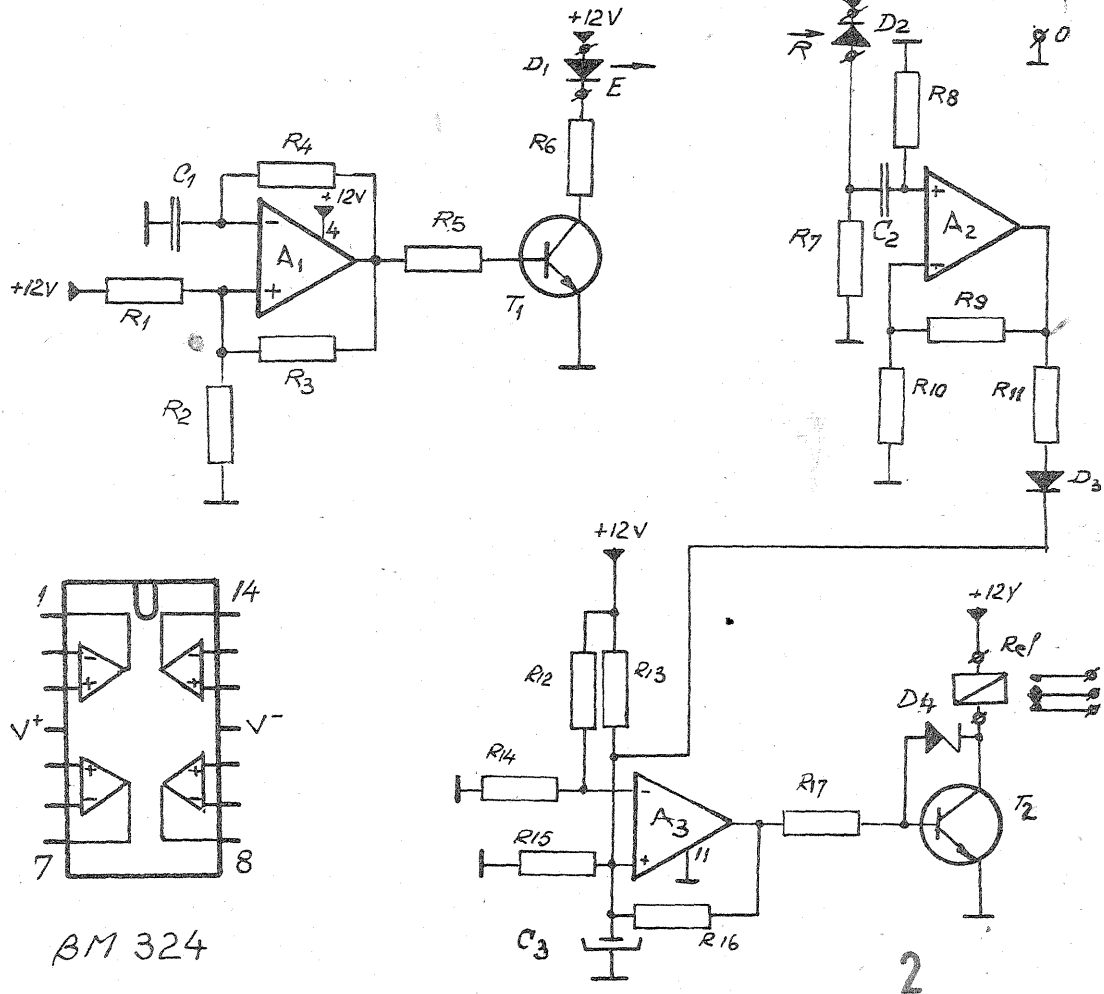 +12V
D1
E
R6
D2
R
R8
O
R4
C1
+12V
4
R5
A1
+12V
R1
T1
R3
R2
A2
C2
R7
R9
R10
R11
D3
+12V
1
14
V+
V-
7
8
βM 324
R12
R13
+12V
Rel
D4
R14
R17
T2
A3
R15
11
C3
R16
2
+
-
-
+
-
+
-
+
-
+
+
-
+
-